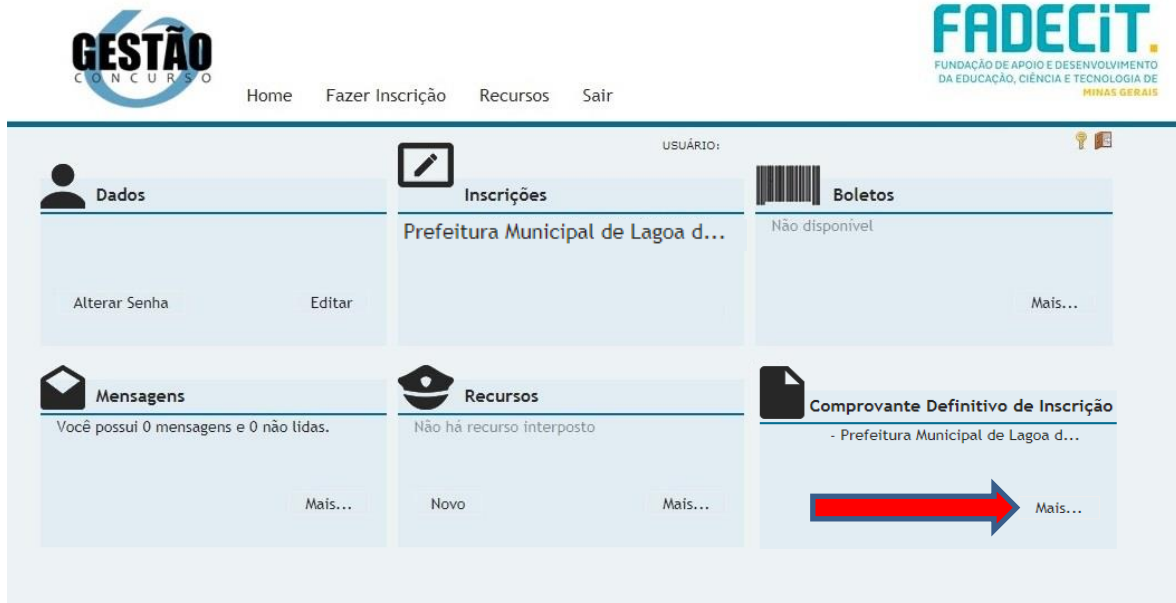 GESTÃO
CONCURSO
FADECiT.
FUNDAÇÃO DE APOIO E DESENVOLVIMENTO
DA EDUCAÇÃO, CIÊNCIA E TECNOLOGIA DE
MINAS GERAIS
Home Fazer Inscrição Recursos Sair
USUÁRIO:
Dados
Alterar Senha Editar
Inscrições
Prefeitura Municipal de Lagoa d...
Boletos
Não disponível
Mais...
Mensagens
Você possui 0 mensagens e 0 não lidas.
Mais...
Recursos
Não há recurso interposto
Novo Mais...
Comprovante Definitivo de Inscrição
- Prefeitura Municipal de Lagoa d...
Mais...